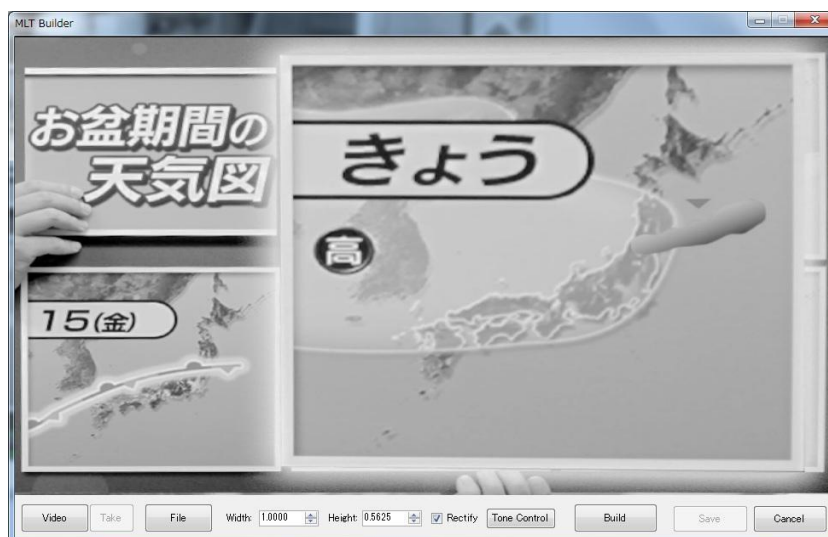 MLT Builder
お盆期間の
天気図
きょう
高
15(金)
Video Take File Width: 1.0000 Height: 0.5625 Rectify Tone Control Build Save Cancel